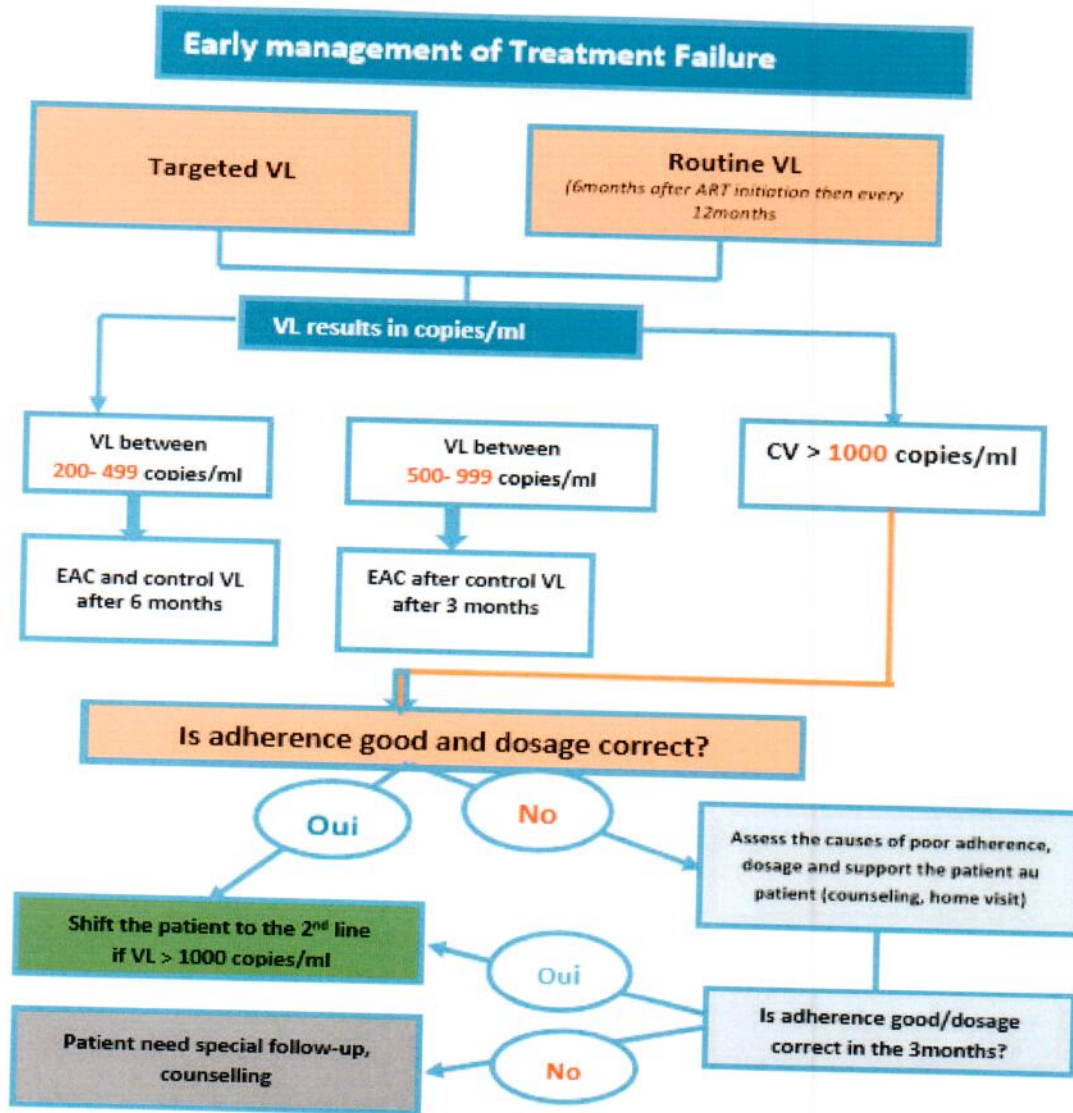 Early management of Treatment Failure
Targeted VL
Routine VL
(6months after ART initiation then every
12months
VL results in copies/ml
VL between
200- 499 copies/ml
VL between
500- 999 copies/ml
CV > 1000 copies/ml
EAC and control VL
after 6 months
EAC after control VL
after 3 months
Is adherence good and dosage correct?
Oui
No
Assess the causes of poor adherence,
dosage and support the patient au
patient (counseling, home visit)
Shift the patient to the 2nd line
if VL > 1000 copies/ml
Oui
Is adherence good/dosage
correct in the 3months?
Patient need special follow-up,
counselling
No